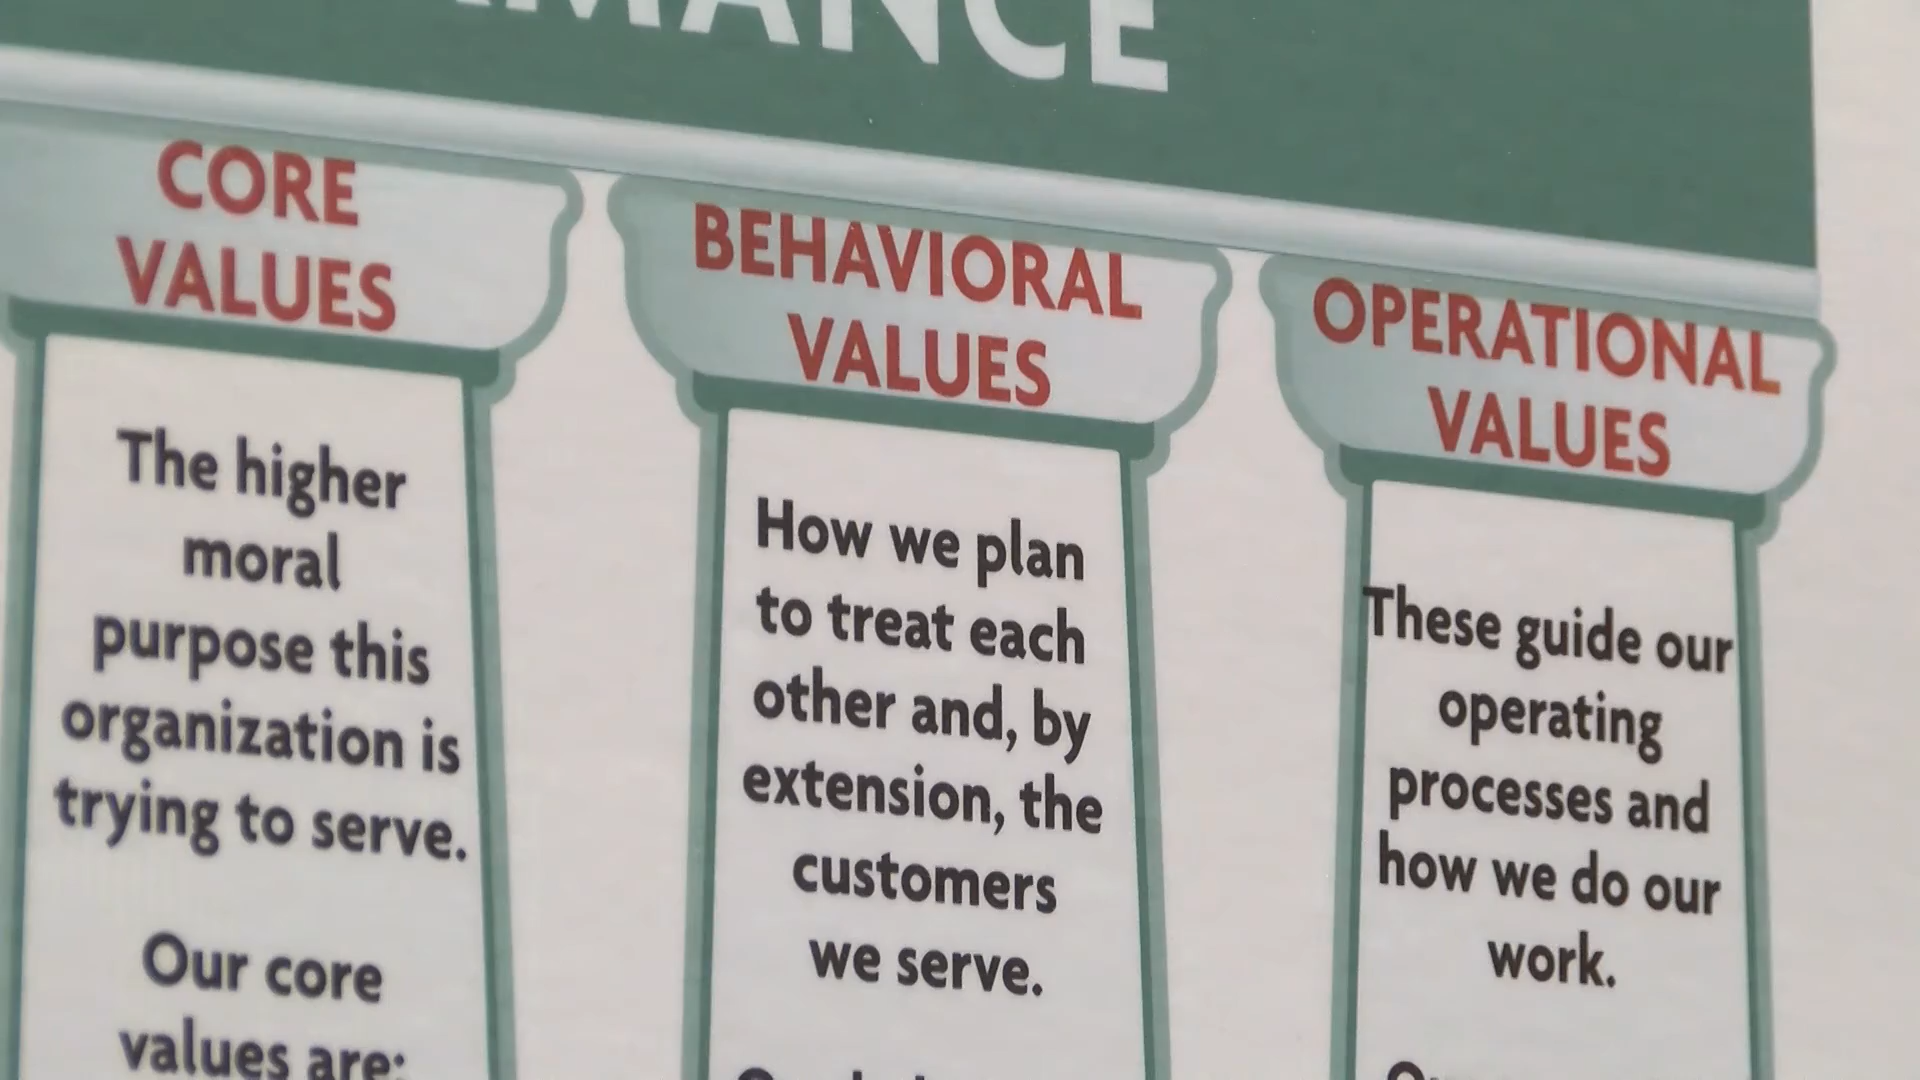 CORE
VALUES
The higher
moral
purpose this
organization is
trying to serve.
Our core
values are:
BEHAVIORAL
VALUES
How we plan
to treat each
other and, by
extension, the
customers
we serve.
OPERATIONAL
VALUES
These guide our
operating
processes and
how we do our
work.